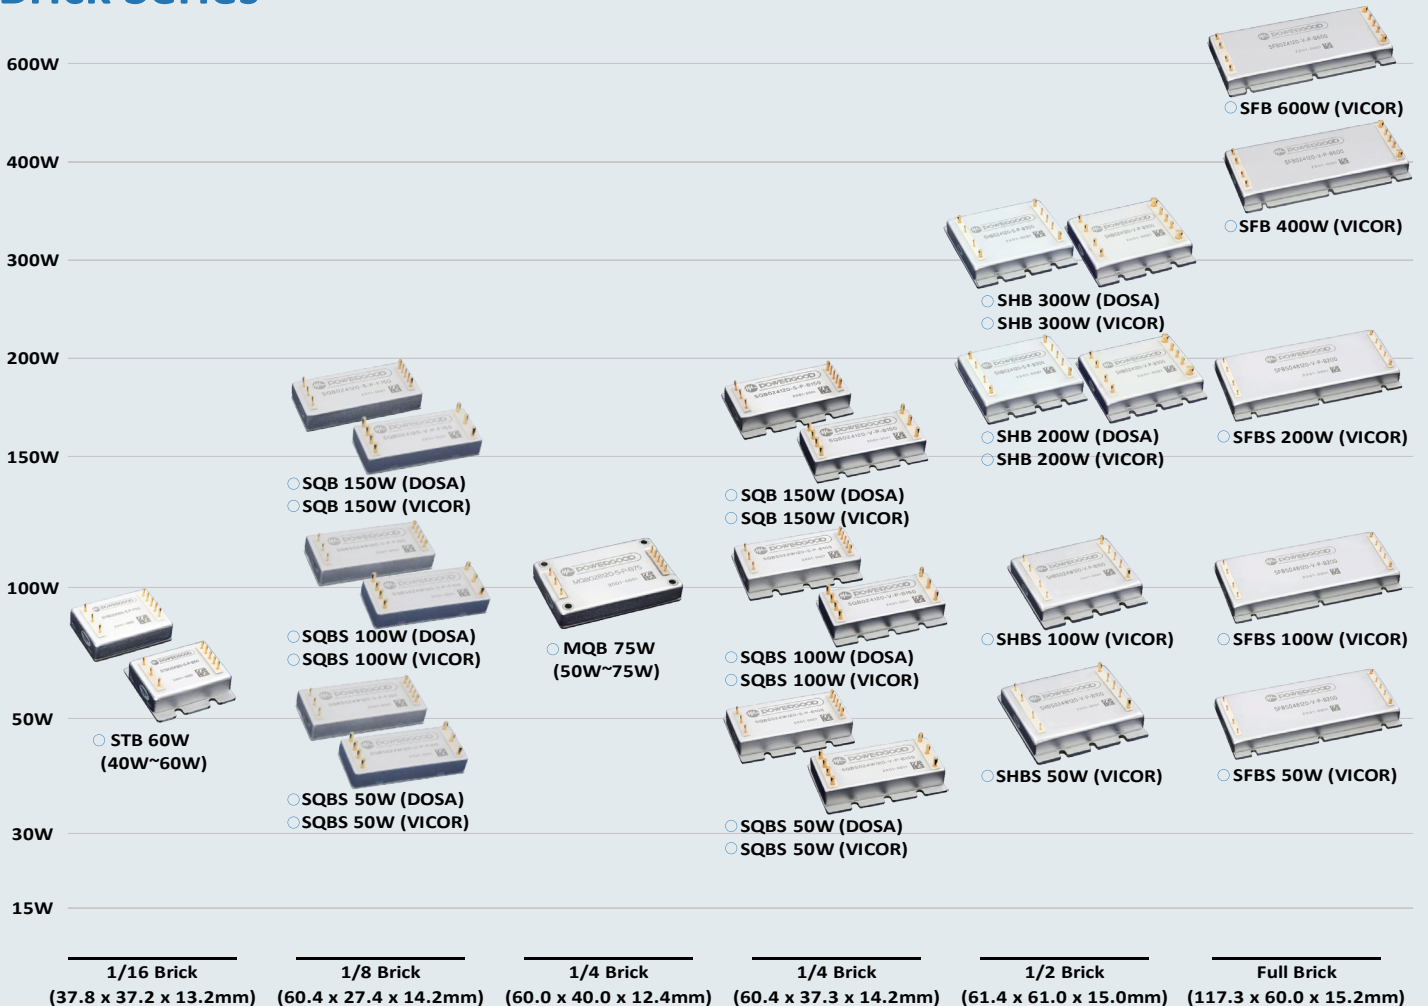 Brick Series
600W
SFB 600W (VICOR)
400W
SFB 400W (VICOR)
300W
SHB 300W (DOSA)
SHB 300W (VICOR)
200W
SHB 200W (DOSA)
SHB 200W (VICOR)
SFBS 200W (VICOR)
150W
SQB 150W (DOSA)
SQB 150W (VICOR)
SQB 150W (DOSA)
SQB 150W (VICOR)
100W
SQBS 100W (DOSA)
SQBS 100W (VICOR)
MQB 75W
(50W~75W)
SQBS 100W (DOSA)
SQBS 100W (VICOR)
SHBS 100W (VICOR)
SFBS 100W (VICOR)
50W
STB 60W
(40W~60W)
SQBS 50W (DOSA)
SQBS 50W (VICOR)
SQBS 50W (DOSA)
SQBS 50W (VICOR)
SHBS 50W (VICOR)
SFBS 50W (VICOR)
30W
15W
1/16 Brick
(37.8 x 37.2 x 13.2mm)
1/8 Brick
(60.4 x 27.4 x 14.2mm)
1/4 Brick
(60.0 x 40.0 x 12.4mm)
1/4 Brick
(60.4 x 37.3 x 14.2mm)
1/2 Brick
(61.4 x 61.0 x 15.0mm)
Full Brick
(117.3 x 60.0 x 15.2mm)